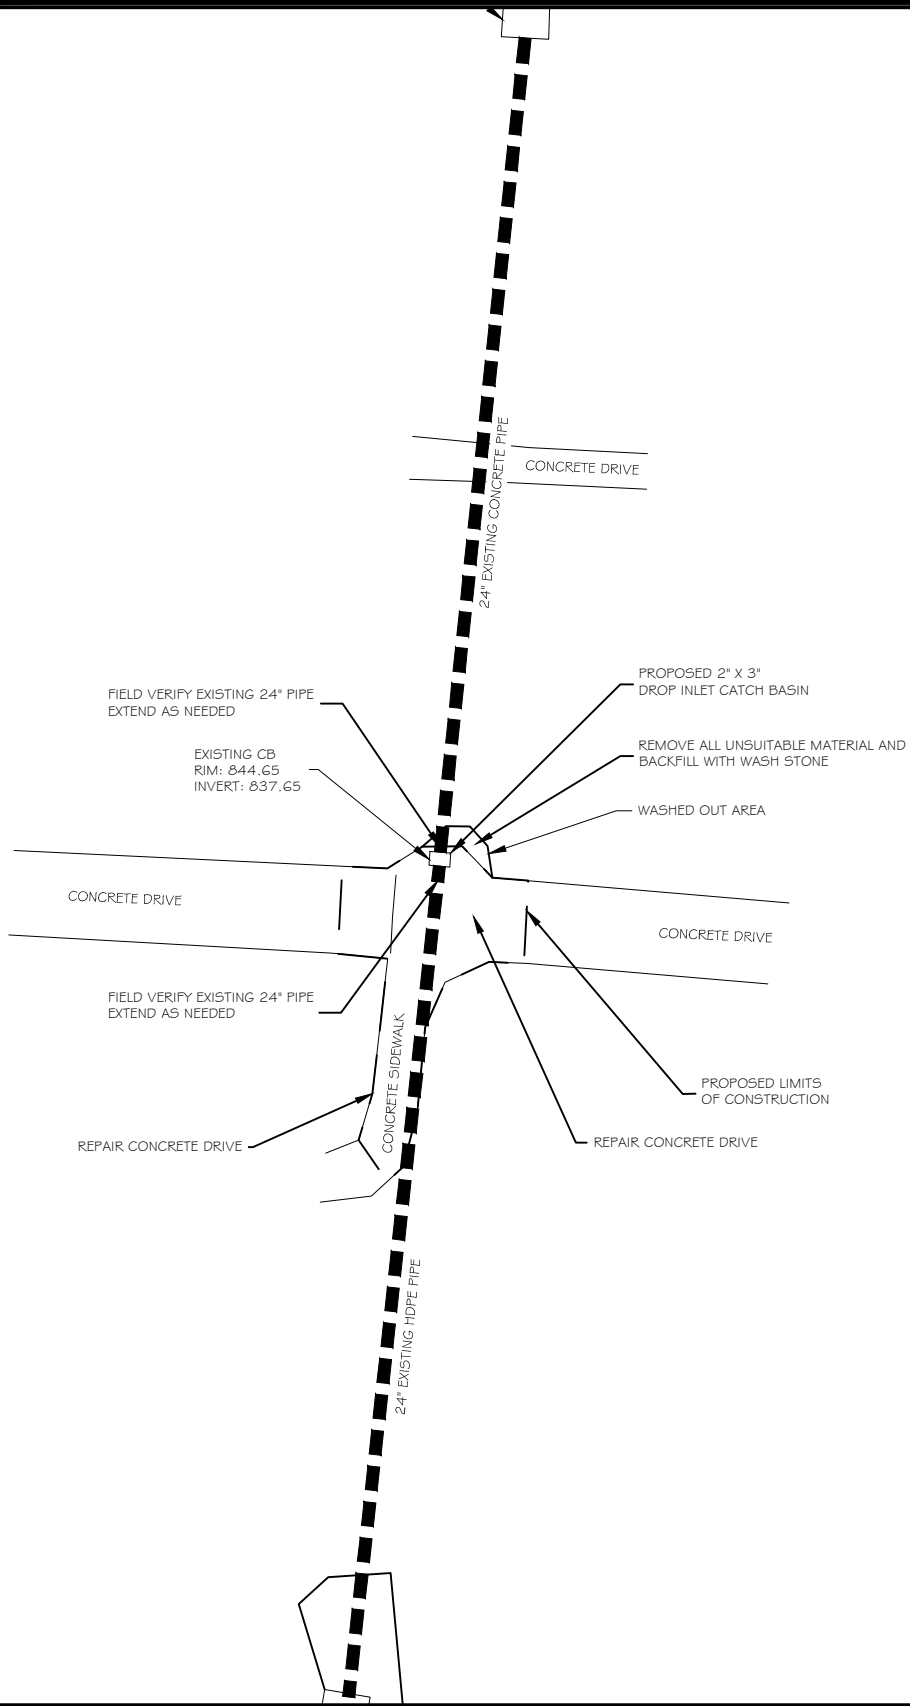 CONCRETE DRIVE
24" EXISTING CONCRETE PIPE
PROPOSED 2" X 3"
DROP INLET CATCH BASIN
FIELD VERIFY EXISTING 24" PIPE
EXTEND AS NEEDED
REMOVE ALL UNSUITABLE MATERIAL AND
BACKFILL WITH WASH STONE
EXISTING CB
RIM: 844.65
INVERT: 837.65
WASHED OUT AREA
CONCRETE DRIVE
CONCRETE DRIVE
FIELD VERIFY EXISTING 24" PIPE
EXTEND AS NEEDED
CONCRETE SIDEWALK
PROPOSED LIMITS
OF CONSTRUCTION
REPAIR CONCRETE DRIVE
REPAIR CONCRETE DRIVE
24" EXISTING HDPE PIPE